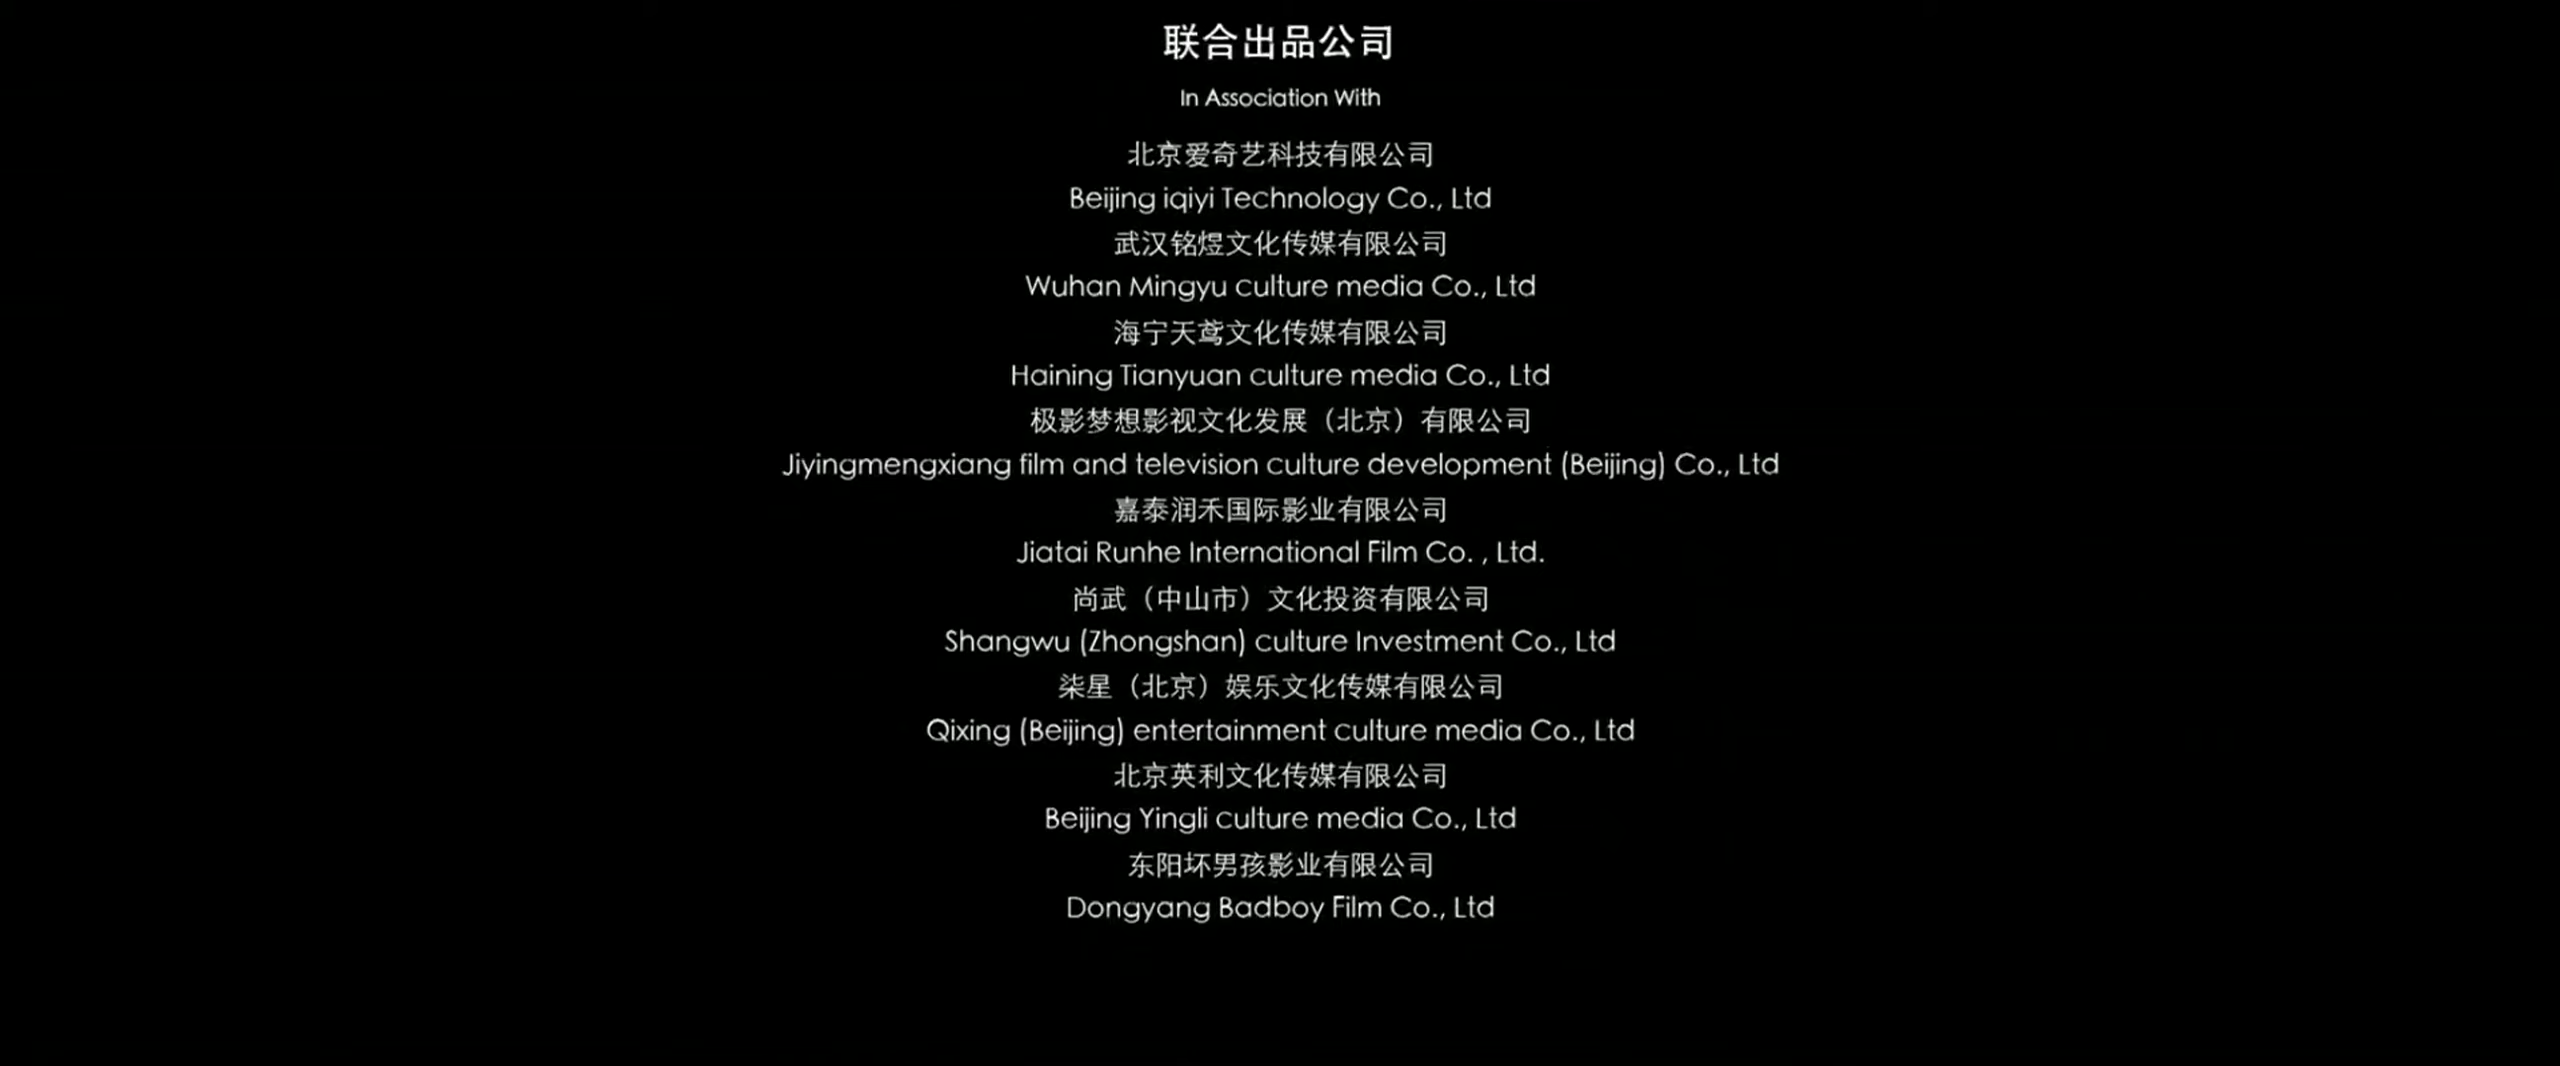 联合出品公司
In Association With
北京爱奇艺科技有限公司
Beijing iqiyi Technology Co., Ltd
武汉铭煜文化传媒有限公司
Wuhan Mingyu culture media Co., Ltd
海宁天鸢文化传媒有限公司
Haining Tianyuan culture media Co., Ltd
极影梦想影视文化发展（北京）有限公司
Jiyingmengxiang film and television culture development (Beijing) Co., Ltd
嘉泰润禾国际影业有限公司
Jiatai Runhe International Film Co. , Ltd.
尚武（中山市）文化投资有限公司
Shangwu (Zhongshan) culture Investment Co., Ltd
柒星（北京）娱乐文化传媒有限公司
Qixing (Beijing) entertainment culture media Co., Ltd
北京英利文化传媒有限公司
Beijing Yingli culture media Co., Ltd
东阳坏男孩影业有限公司
Dongyang Badboy Film Co., Ltd